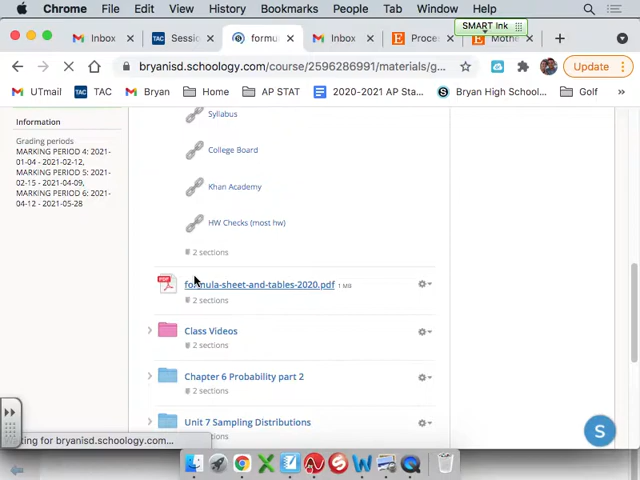 Chrome File Edit View History Bookmarks People Tab Window Help
SMART Ink
Inbox Sessi formu Inbox Proce Mothe
bryanisd.schoology.com/course/2596286991/materials/g... Update
UTmail TAC Bryan Home AP STAT 2020-2021 AP Sta... Bryan High School... Golf »
Information
Grading periods
MARKING PERIOD 4: 2021-
01-04 - 2021-02-12,
MARKING PERIOD 5: 2021-
02-15 - 2021-04-09,
MARKING PERIOD 6: 2021-
04-12 - 2021-05-28
Syllabus
College Board
Khan Academy
HW Checks (most hw)
2 sections
PDF
formula-sheet-and-tables-2020.pdf 1 MB
2 sections
Class Videos
2 sections
Chapter 6 Probability part 2
2 sections
Unit 7 Sampling Distributions
S
ting for bryanisd.schoology.com...